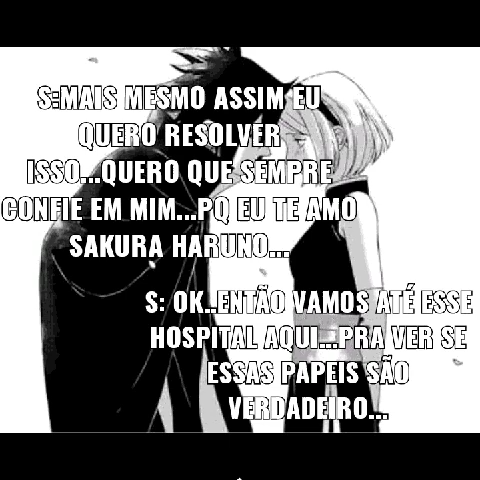 S:MAIS MESMO ASSIM EU
QUERO RESOLVER
ISSO...QUERO QUE SEMPRE
CONFIE EM MIM...PQ EU TE AMO
SAKURA HARUNO...
S: OK..ENTÃO VAMOS ATÉ ESSE
HOSPITAL AQUI...PRA VER SE
ESSAS PAPEIS SÃO
VERDADEIRO...